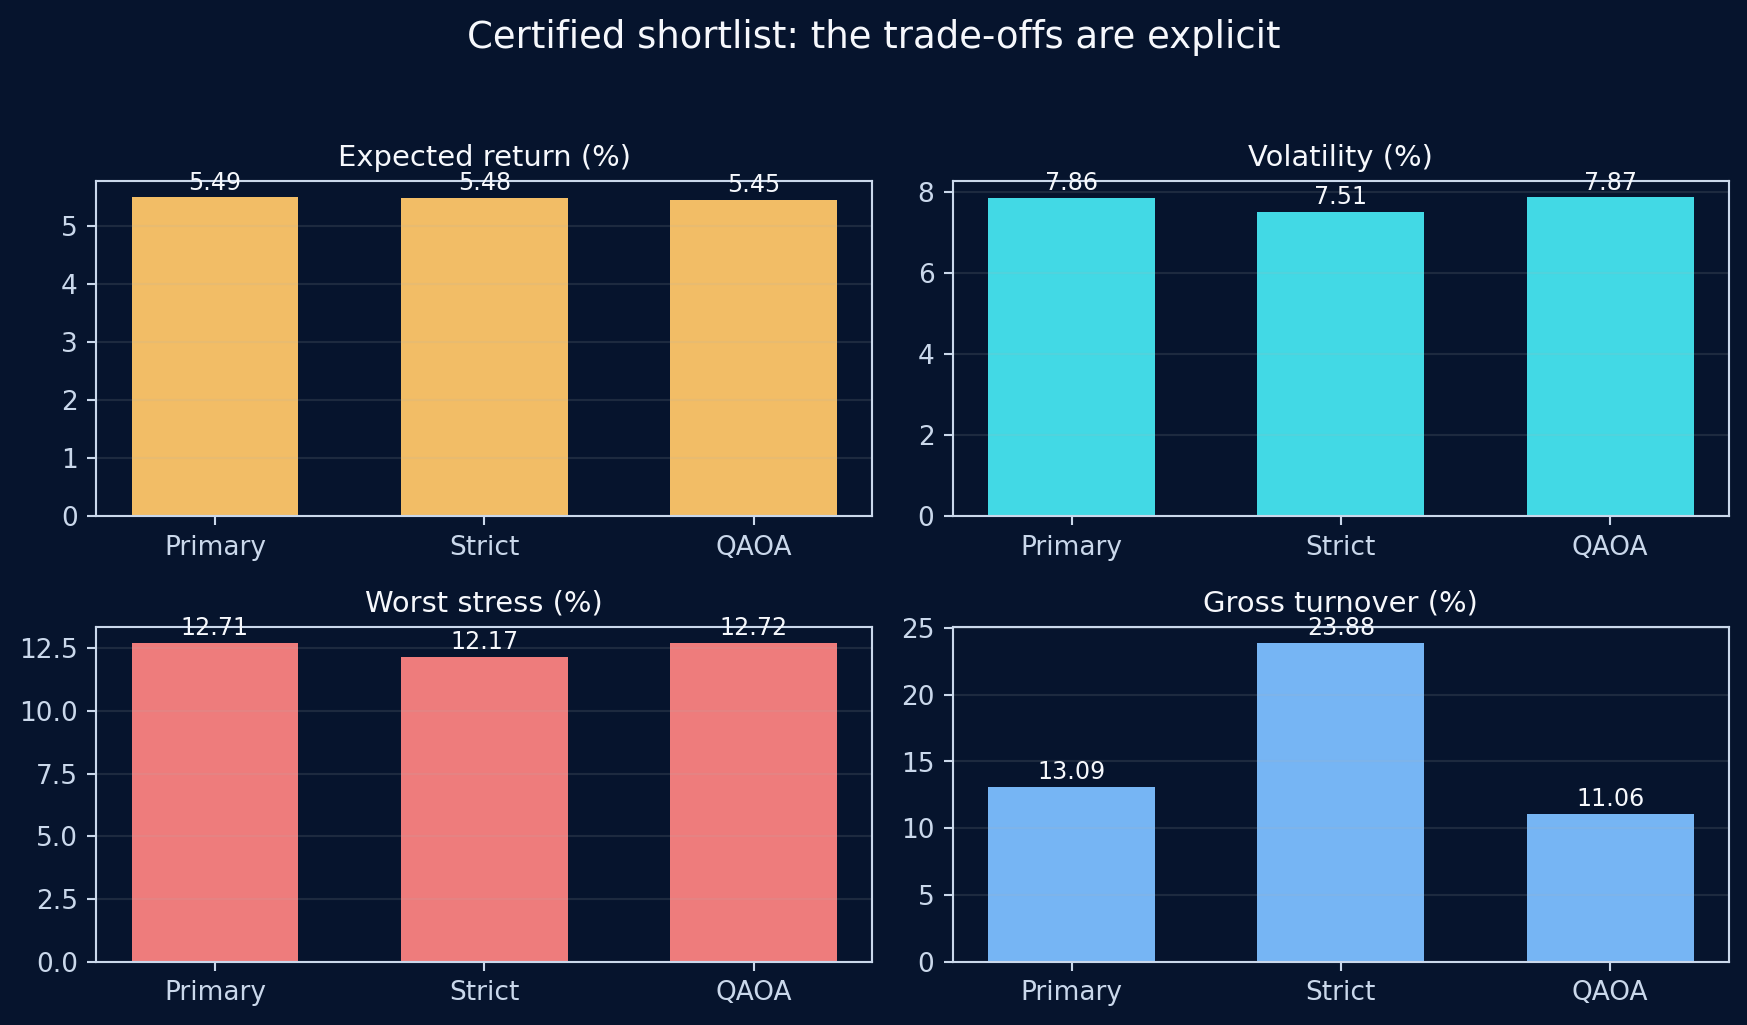 Certified shortlist: the trade-offs are explicit
Expected return (%)
5.49 5.48 5.45
5
4
3
2
1
0
Primary Strict QAOA
Volatility (%)
7.86 7.51 7.87
8
6
4
2
0
Primary Strict QAOA
Worst stress (%)
12.71 12.17 12.72
12.5
10.0
7.5
5.0
2.5
0.0
Primary Strict QAOA
Gross turnover (%)
13.09 23.88 11.06
25
20
15
10
5
0
Primary Strict QAOA